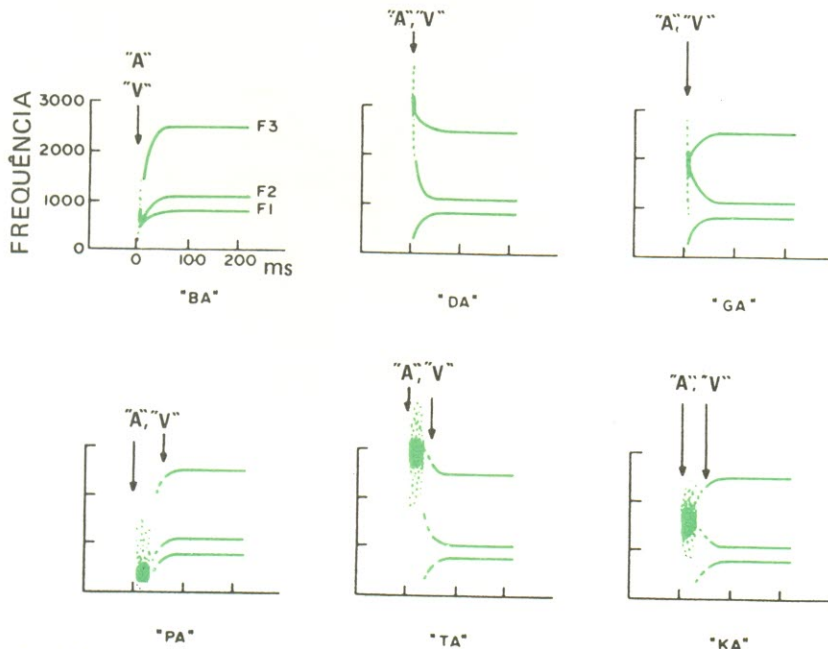 "A"
"V"
"A","V"
"A","V"
FREQUÊNCIA
3000
2000
1000
0
F3
F2
F1
0 100 200 ms
"BA"
"DA"
"GA"
"A","V"
"A","V"
"A","V"
"PA"
"TA"
"KA"